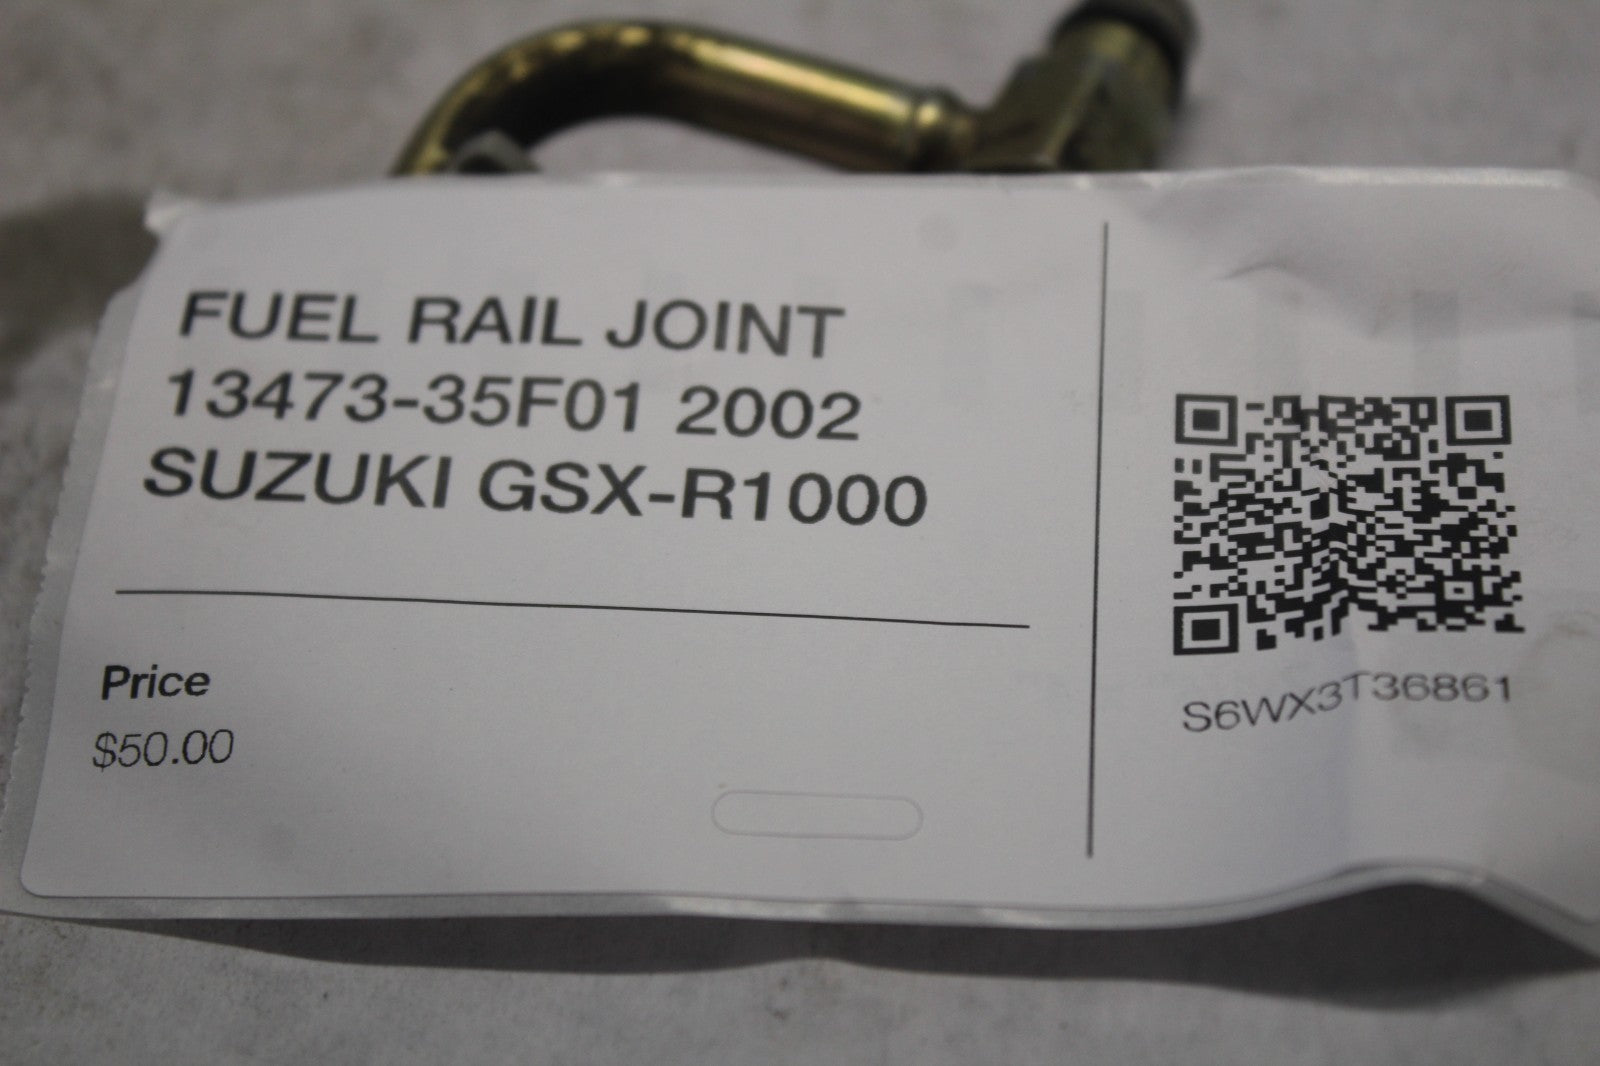 FUEL RAIL JOINT
13473-35F01 2002
SUZUKI GSX-R1000
Price
$50.00
S6WX3T36861